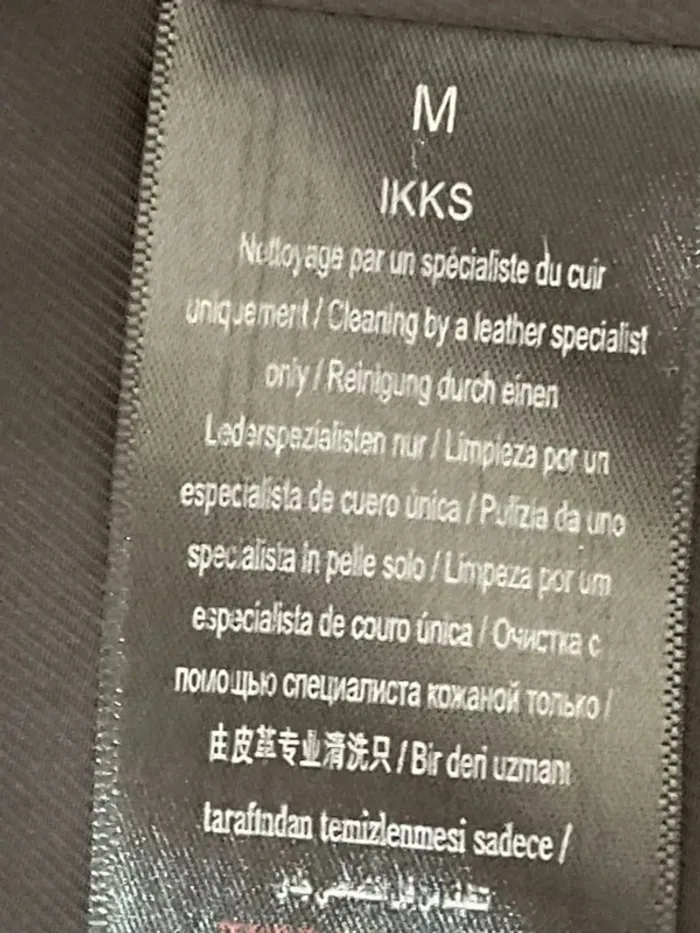 M
IKKS
Nettoyage par un spécialiste du cuir
uniquement / Cleaning by a leather specialist
only / Reinigung durch einen
Lederspezialisten nur / Limpieza por un
especialista de cuero única / Pulizia da uno
specialista in pelle solo / Limpeza por um
especialista de couro única / Очистка с
помощью специалиста кожаной только /
由皮革专业清洗只 / Bir deri uzmanı
tarafından temizlenmesi sadece /
من قبل